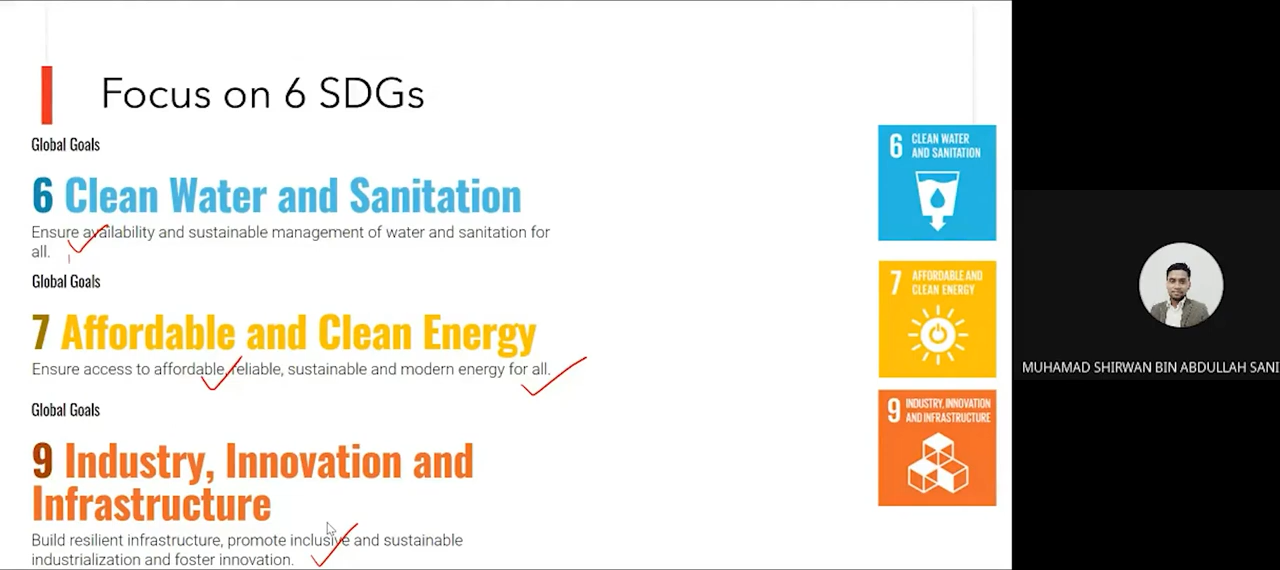 Focus on 6 SDGs
Global Goals
6 Clean Water and Sanitation
Ensure availability and sustainable management of water and sanitation for
all.
Global Goals
7 Affordable and Clean Energy
Ensure access to affordable, reliable, sustainable and modern energy for all.
Global Goals
9 Industry, Innovation and
Infrastructure
Build resilient infrastructure, promote inclusive and sustainable
industrialization and foster innovation.
6 CLEAN WATER
AND SANITATION
7 AFFORDABLE AND
CLEAN ENERGY
9 INDUSTRY, INNOVATION
AND INFRASTRUCTURE
MUHAMAD SHIRWAN BIN ABDULLAH SANI